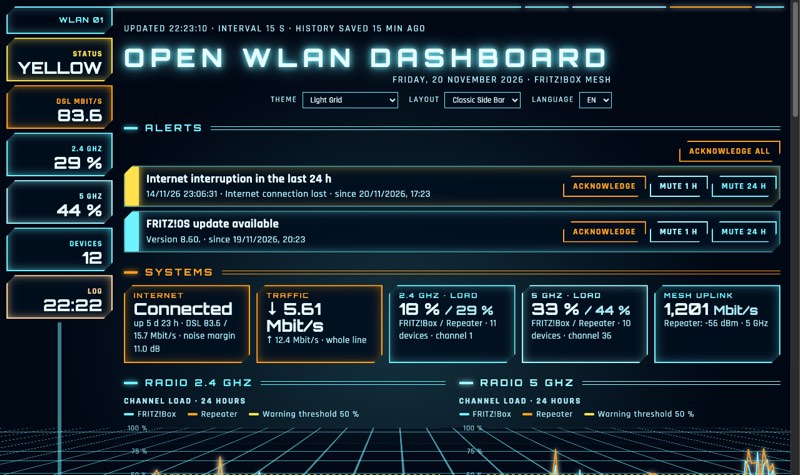 WLAN 01
STATUS
YELLOW
DSL MBIT/S
83.6
2.4 GHZ
29 %
5 GHZ
44 %
DEVICES
12
LOG
22:22
UPDATED 22:23:10 · INTERVAL 15 S · HISTORY SAVED 15 MIN AGO
OPEN WLAN DASHBOARD
FRIDAY, 20 NOVEMBER 2026 · FRITZ!BOX MESH
THEME Light Grid LAYOUT Classic Side Bar LANGUAGE EN
ALERTS
ACKNOWLEDGE ALL
Internet interruption in the last 24 h
14/11/26 23:06:31 · Internet connection lost · since 20/11/2026, 17:23
ACKNOWLEDGE MUTE 1 H MUTE 24 H
FRITZ!OS update available
Version 8.60. · since 19/11/2026, 20:23
ACKNOWLEDGE MUTE 1 H MUTE 24 H
SYSTEMS
INTERNET
Connected
up 5 d 23 h · DSL 83.6 /
15.7 Mbit/s · noise margin
11.0 dB
TRAFFIC
↓ 5.61
Mbit/s
↑ 12.4 Mbit/s · whole line
2.4 GHZ · LOAD
18 % / 29 %
FRITZ!Box / Repeater · 11
devices · channel 1
5 GHZ · LOAD
33 % / 44 %
FRITZ!Box / Repeater · 10
devices · channel 36
MESH UPLINK
1,201 Mbit/s
Repeater: -56 dBm · 5 GHz
RADIO 2.4 GHZ
CHANNEL LOAD · 24 HOURS
FRITZ!Box Repeater Warning threshold 50 %
100 %
75 %
RADIO 5 GHZ
CHANNEL LOAD · 24 HOURS
FRITZ!Box Repeater Warning threshold 50 %
100 %
75 %